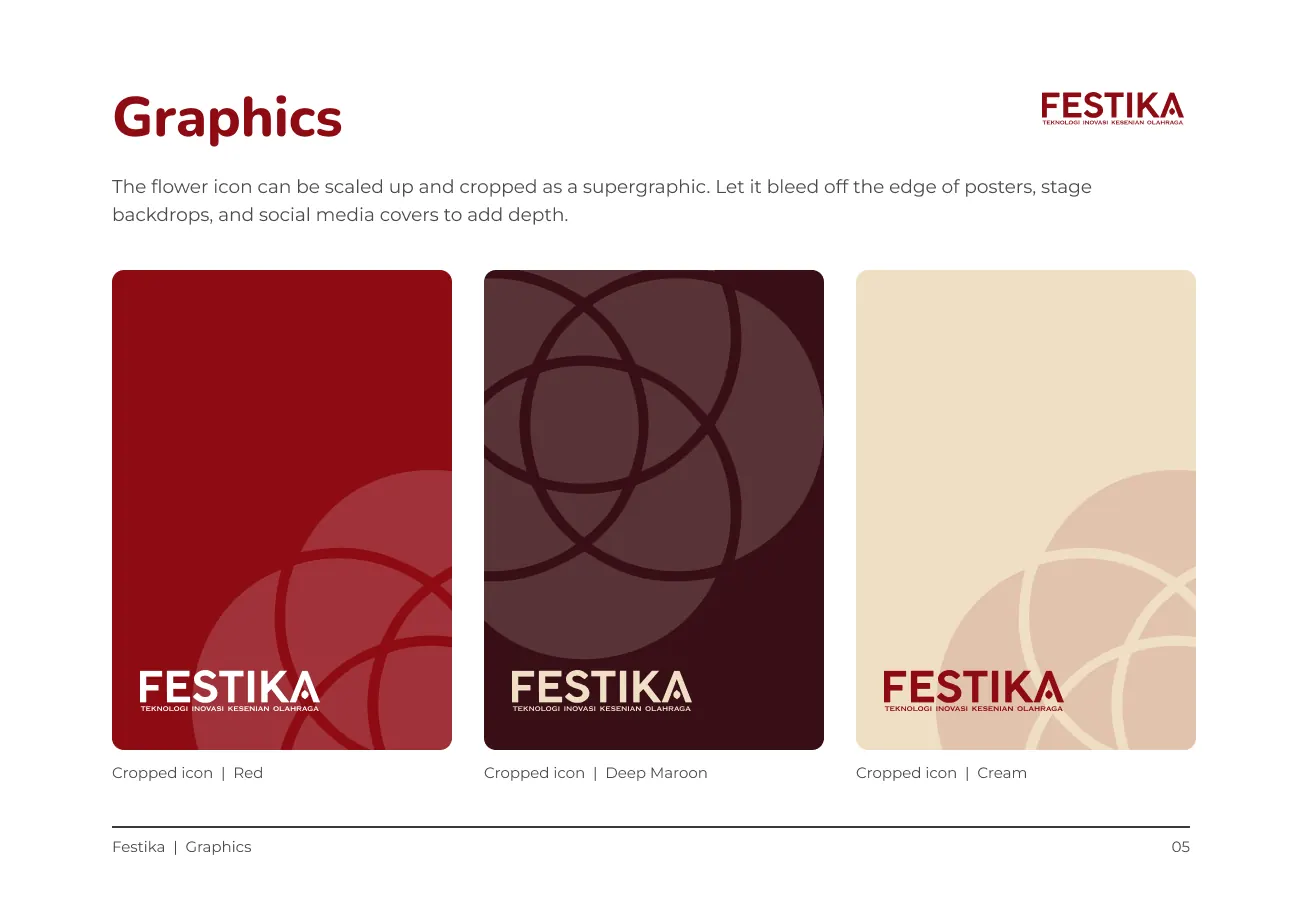 Graphics
FESTIKA
TEKNOLOGI INOVASI KESENIAN OLAHRAGA
The flower icon can be scaled up and cropped as a supergraphic. Let it bleed off the edge of posters, stage
backdrops, and social media covers to add depth.
FESTIKA
TEKNOLOGI INOVASI KESENIAN OLAHRAGA
FESTIKA
TEKNOLOGI INOVASI KESENIAN OLAHRAGA
FESTIKA
TEKNOLOGI INOVASI KESENIAN OLAHRAGA
Cropped icon | Red
Cropped icon | Deep Maroon
Cropped icon | Cream
Festika | Graphics
05